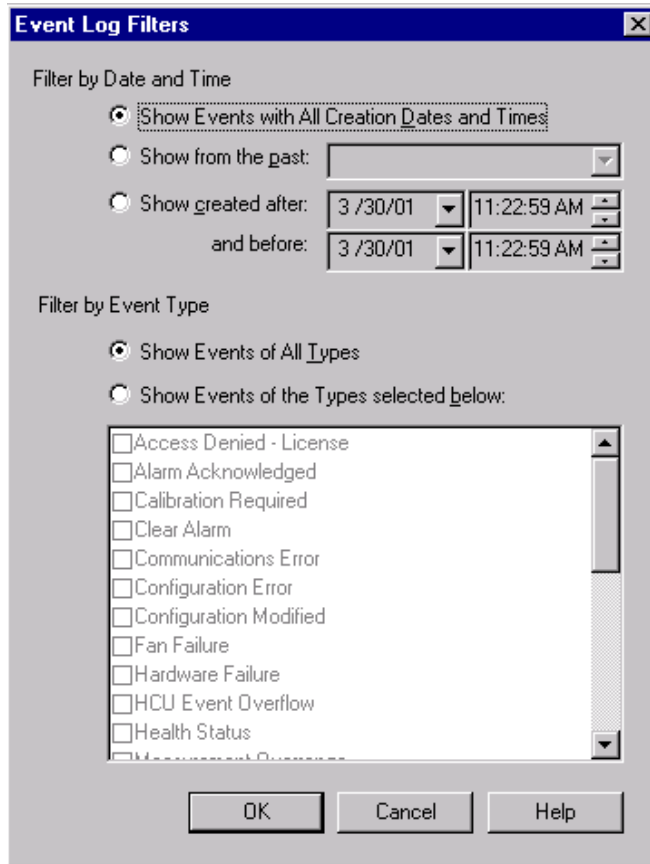 Event Log Filters
Filter by Date and Time
Show Events with All Creation Dates and Times
Show from the past:
Show created after: 3 /30/01 11:22:59 AM
and before: 3 /30/01 11:22:59 AM
Filter by Event Type
Show Events of All Types
Show Events of the Types selected below:
Access Denied - License
Alarm Acknowledged
Calibration Required
Clear Alarm
Communications Error
Configuration Error
Configuration Modified
Fan Failure
Hardware Failure
HCU Event Overflow
Health Status
OK Cancel Help